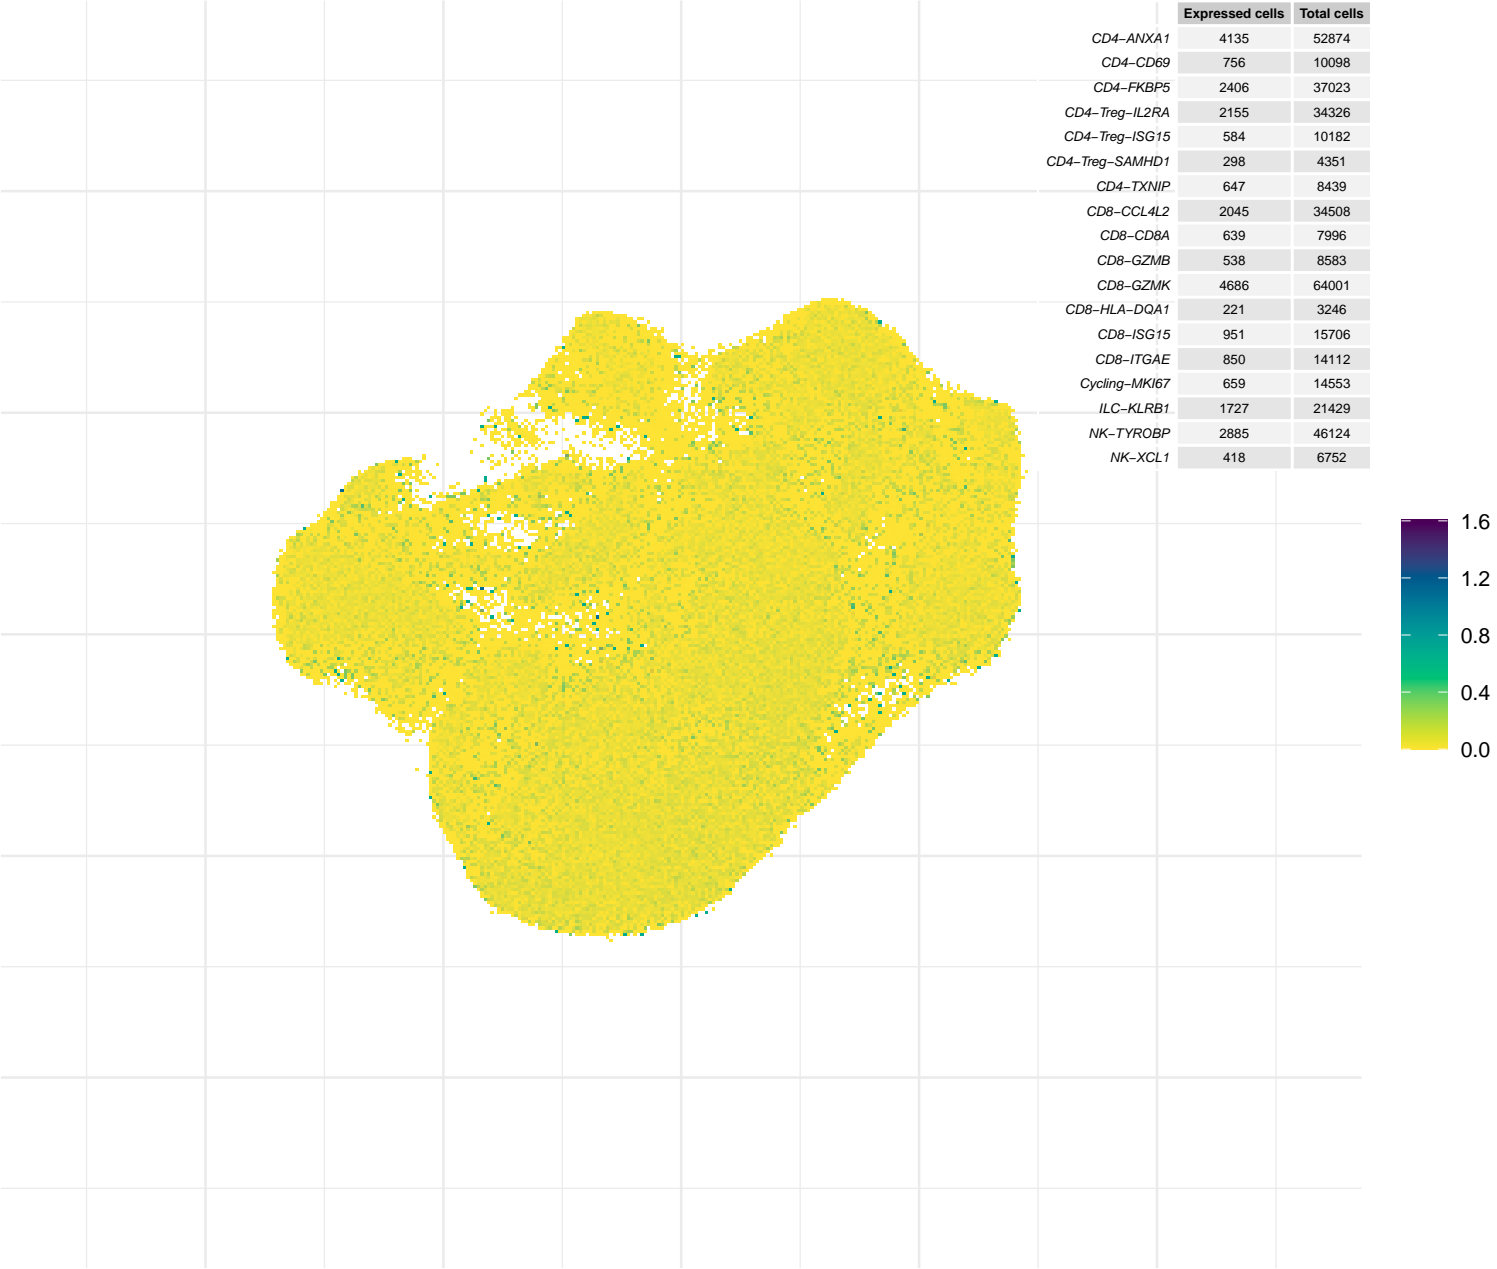 Expressed cells Total cells
CD4−ANXA1 4135 52874
CD4−CD69 756 10098
CD4−FKBP5 2406 37023
CD4−Treg−IL2RA 2155 34326
CD4−Treg−ISG15 584 10182
CD4−Treg−SAMHD1 298 4351
CD4−TXNIP 647 8439
CD8−CCL4L2 2045 34508
CD8−CD8A 639 7996
CD8−GZMB 538 8583
CD8−GZMK 4686 64001
CD8−HLA−DQA1 221 3246
CD8−ISG15 951 15706
CD8−ITGAE 850 14112
Cycling−MKI67 659 14553
ILC−KLRB1 1727 21429
NK−TYROBP 2885 46124
NK−XCL1 418 6752
1.6
1.2
0.8
0.4
0.0